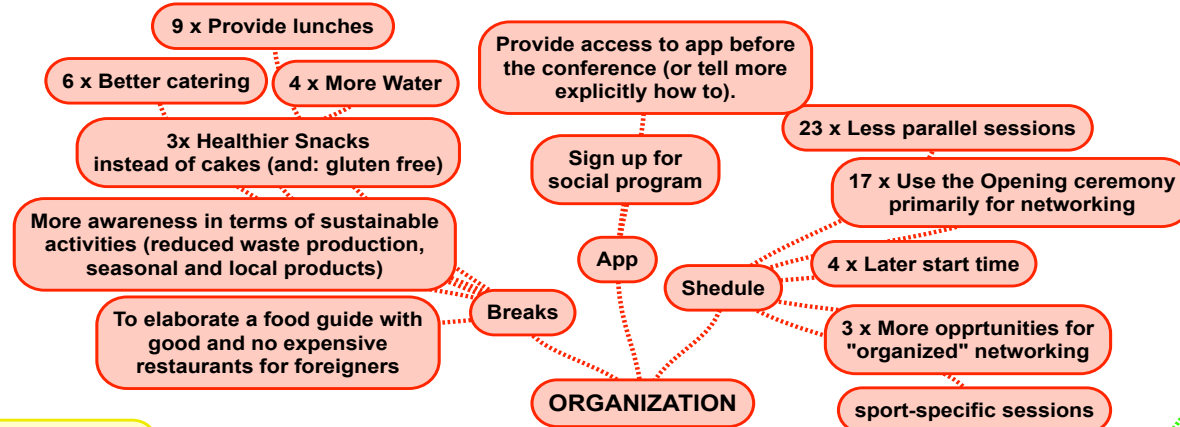 9 x Provide lunches
6 x Better catering
4 x More Water
3x Healthier Snacks
instead of cakes (and: gluten free)
More awareness in terms of sustainable
activities (reduced waste production,
seasonal and local products)
To elaborate a food guide with
good and no expensive
restaurants for foreigners
Breaks
Provide access to app before
the conference (or tell more
explicitly how to).
Sign up for
social program
App
23 x Less parallel sessions
17 x Use the Opening ceremony
primarily for networking
4 x Later start time
Shedule
3 x More opprtunities for
"organized" networking
sport-specific sessions
ORGANIZATION